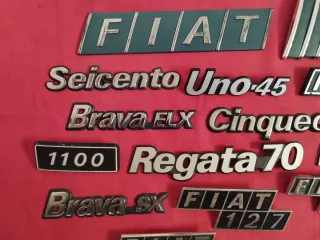 FIAT
Seicento Uno-45
Brava ELX Cinquec
1100 Regata 70
Brava SX FIAT
127